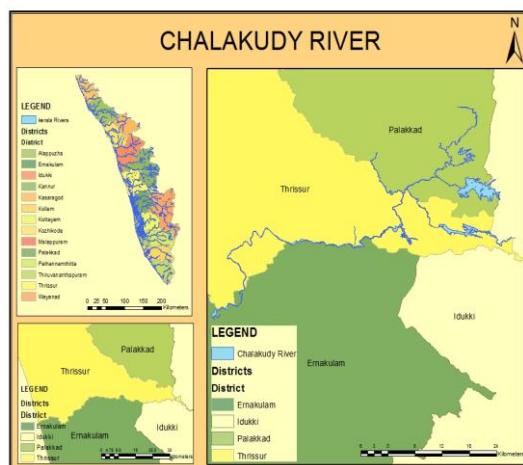 CHALAKUDY RIVER
N
LEGEND
kerala Rivers
Districts
District
Alappuzha
Ernakulam
Idukki
Kannur
Kasaragod
Kollam
Kottayam
Kozhikode
Malappuram
Palakkad
Pathanamthitta
Thiruvananthapuram
Thrissur
Wayanad
0 25 50 100 150 200
Kilometers
Palakkad
Thrissur
LEGEND
Districts
District
Ernakulam
Idukki
Palakkad
Thrissur
Ernakulam
Idukki
Kilometers
Palakkad
Thrissur
Idukki
Ernakulam
LEGEND
Chalakudy River
Districts
District
Ernakulam
Idukki
Palakkad
Thrissur
Kilometers